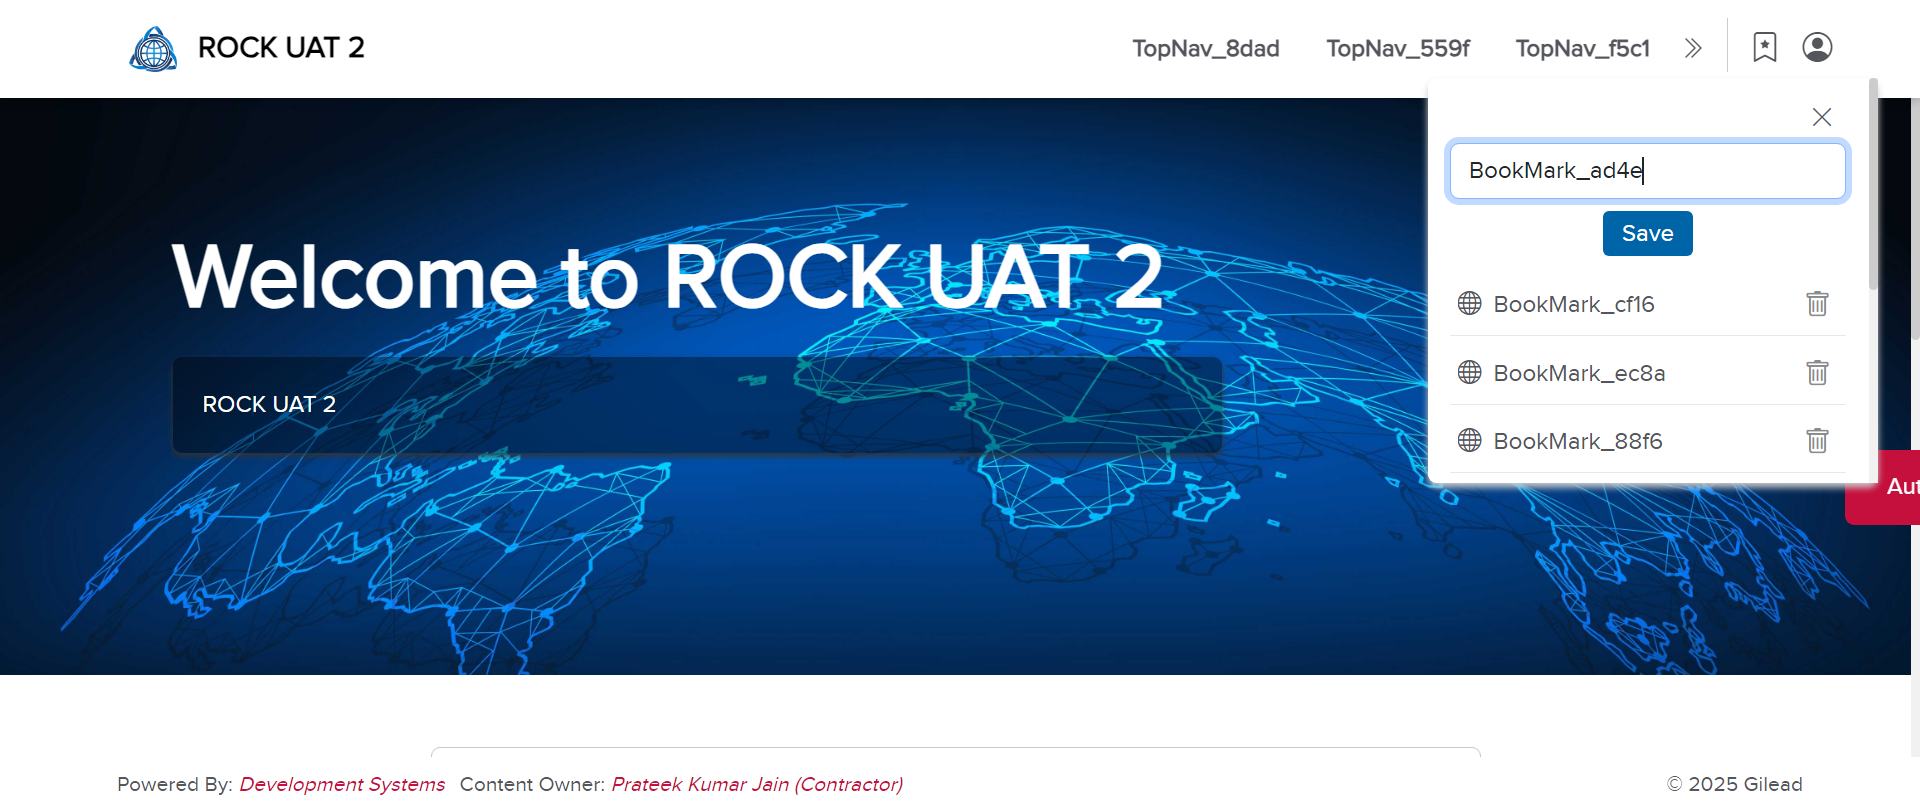 ROCK UAT 2
TopNav_8dad
TopNav_559f
TopNav_f5c1
BookMark_ad4e
Save
BookMark_cf16
BookMark_ec8a
BookMark_88f6
Welcome to ROCK UAT 2
ROCK UAT 2
Aut
Powered By: Development Systems Content Owner: Prateek Kumar Jain (Contractor)
© 2025 Gilead